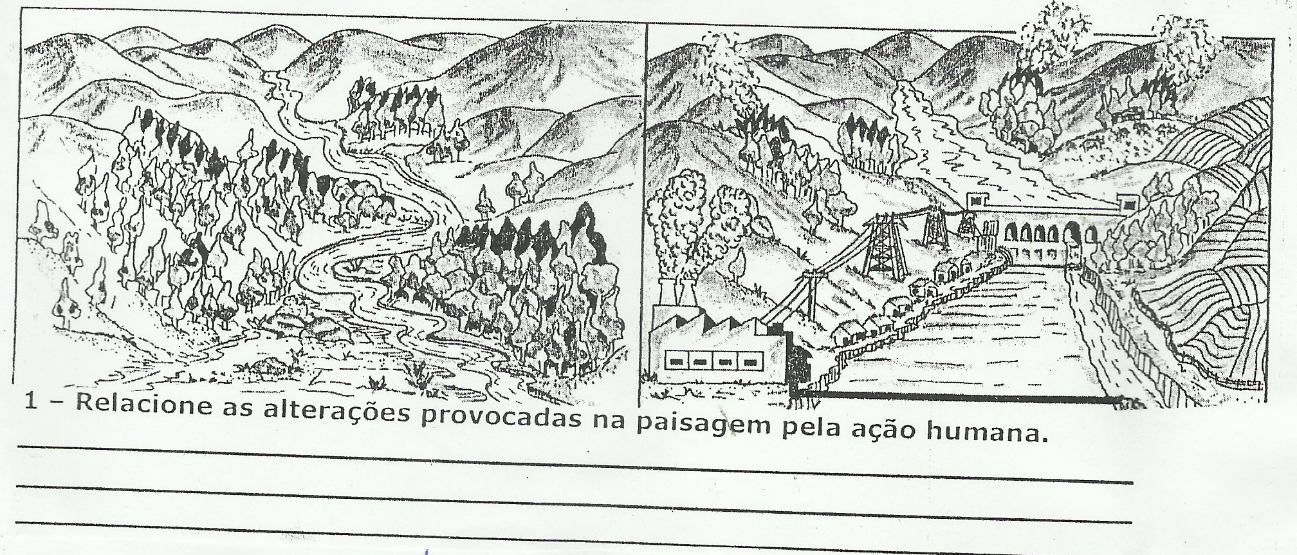 1 – Relacione as alterações provocadas na paisagem pela ação humana.